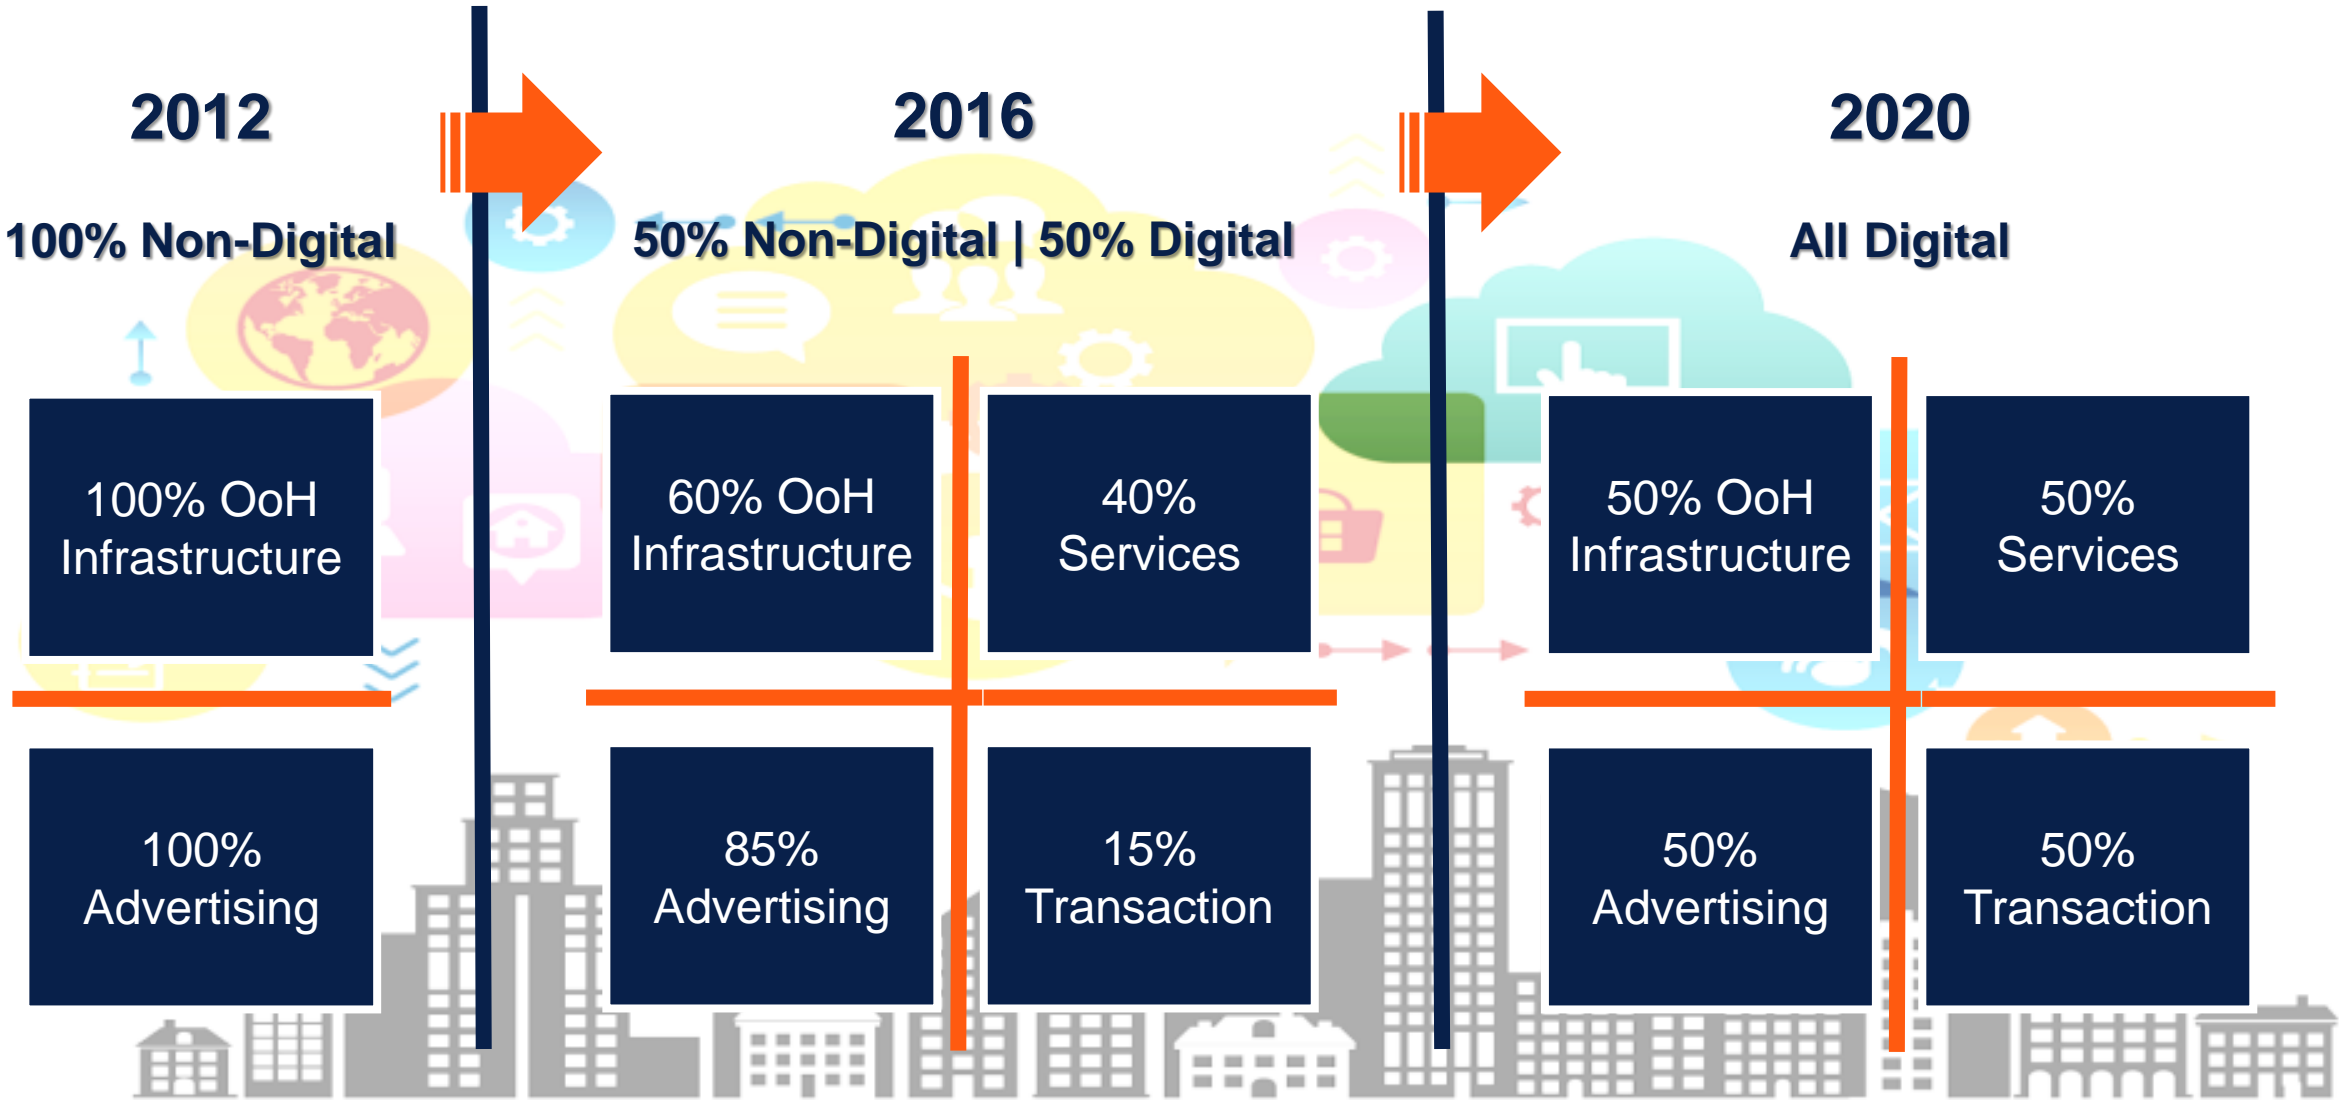 2012
100% Non-Digital
100% OoH
Infrastructure
100%
Advertising
2016
50% Non-Digital | 50% Digital
60% OoH
Infrastructure
40%
Services
85%
Advertising
15%
Transaction
2020
All Digital
50% OoH
Infrastructure
50%
Services
50%
Advertising
50%
Transaction